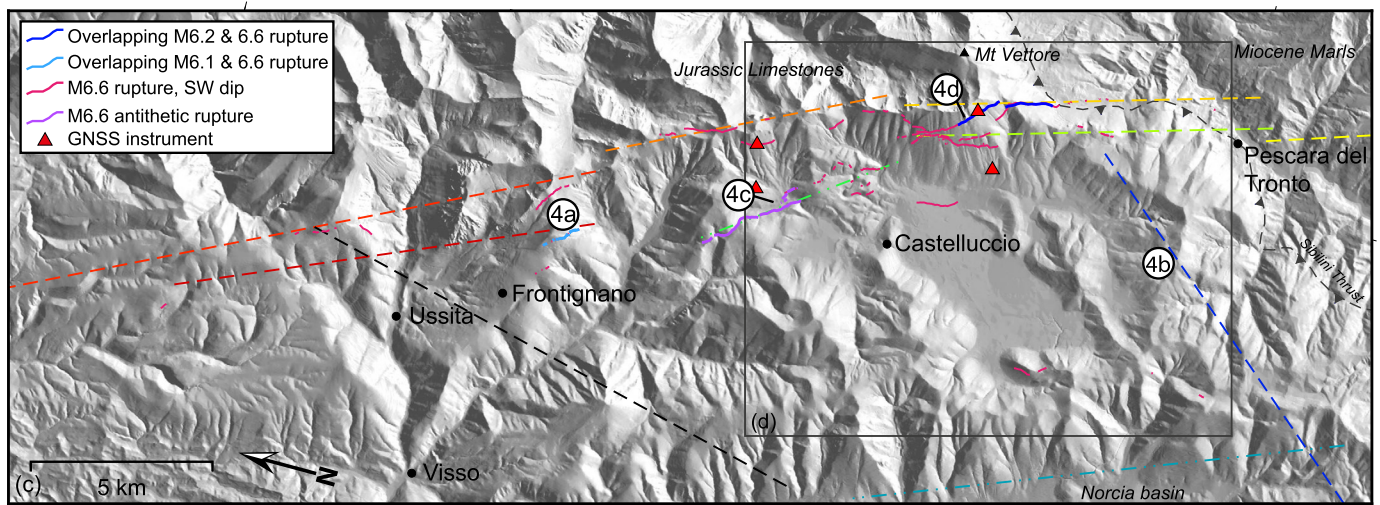 Overlapping M6.2 & 6.6 rupture
Overlapping M6.1 & 6.6 rupture
M6.6 rupture, SW dip
M6.6 antithetic rupture
GNSS instrument
Mt Vettore
Miocene Marls
Jurassic Limestones
4d
Pescara del
Tronto
4c
4a
Castelluccio
4b
Sibilini Thrust
Frontignano
Ussita
(d)
N
Visso
(c)
5 km
Norcia basin